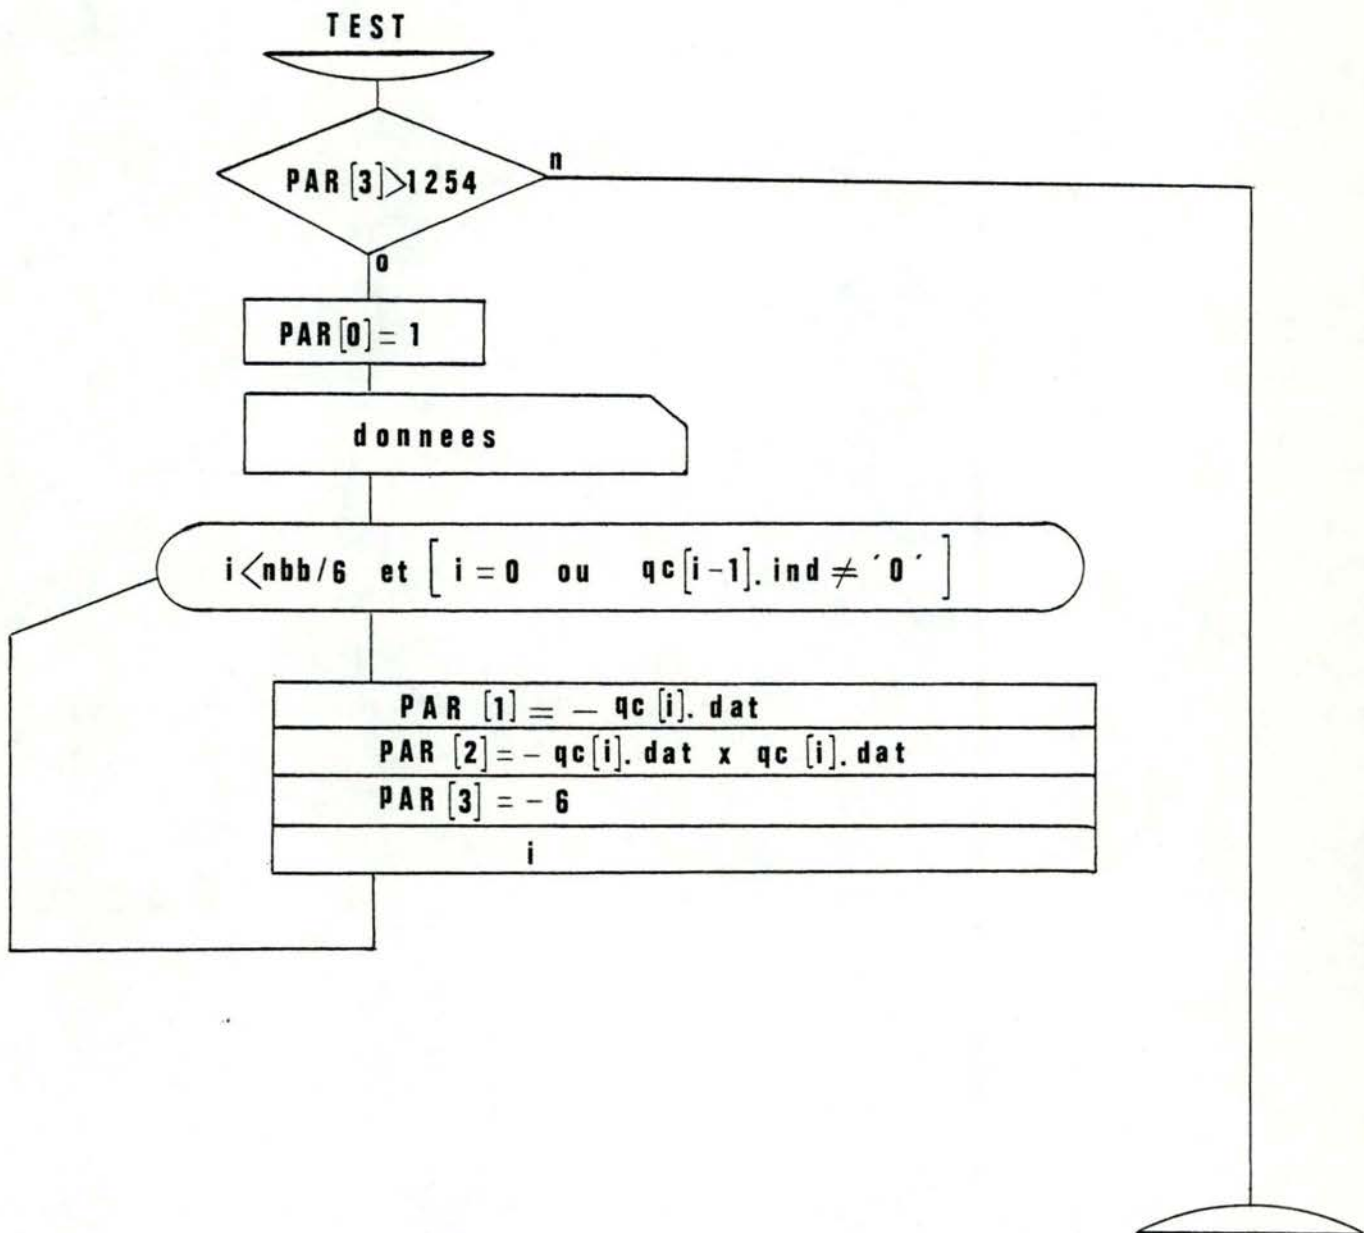 TEST
PAR[3]>1254
n
o
PAR[0]= 1
donnees
i<nbb/6 et [ i = 0 ou qc[i-1]. ind ≠ ´0´ ]
PAR [1] = - qc [i]. dat
PAR [2] = - qc[i]. dat x qc [i]. dat
PAR[3] = - 6
i